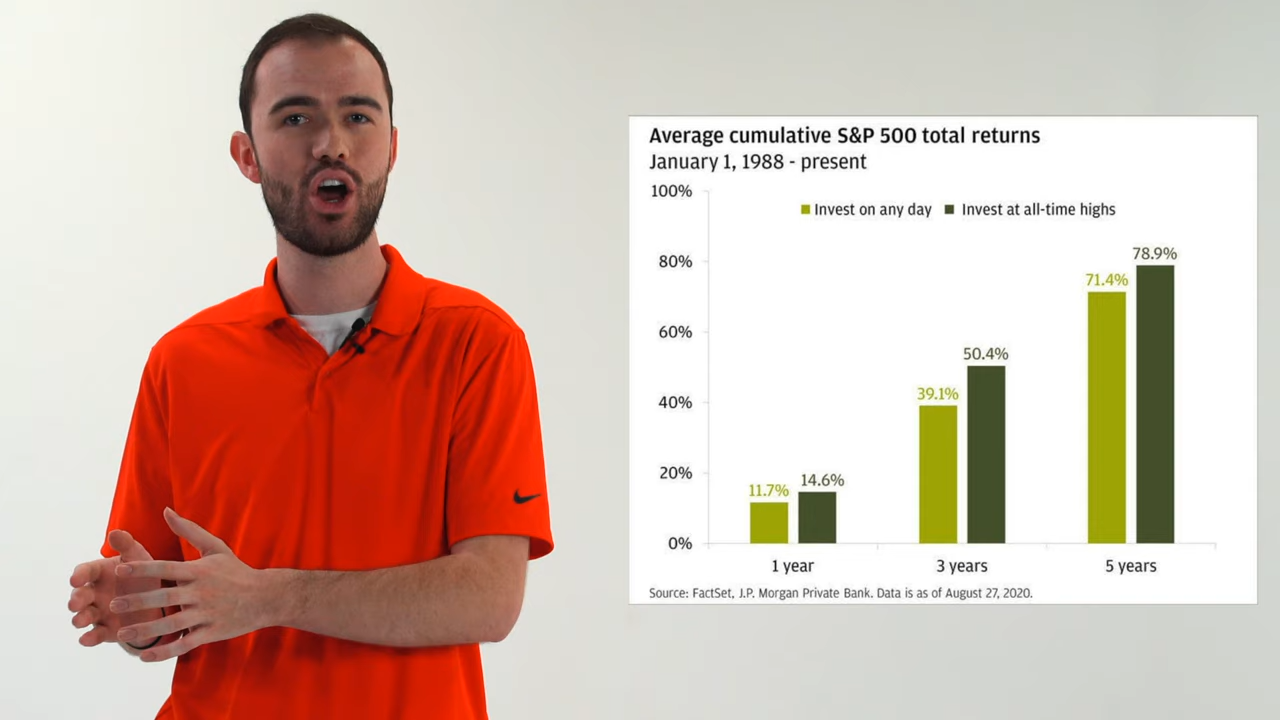 Average cumulative S&P 500 total returns
January 1, 1988 - present
100%
Invest on any day Invest at all-time highs
80%
60%
40%
20%
0%
11.7%
14.6%
39.1%
50.4%
71.4%
78.9%
1 year 3 years 5 years
Source: FactSet, J.P. Morgan Private Bank. Data is as of August 27, 2020.